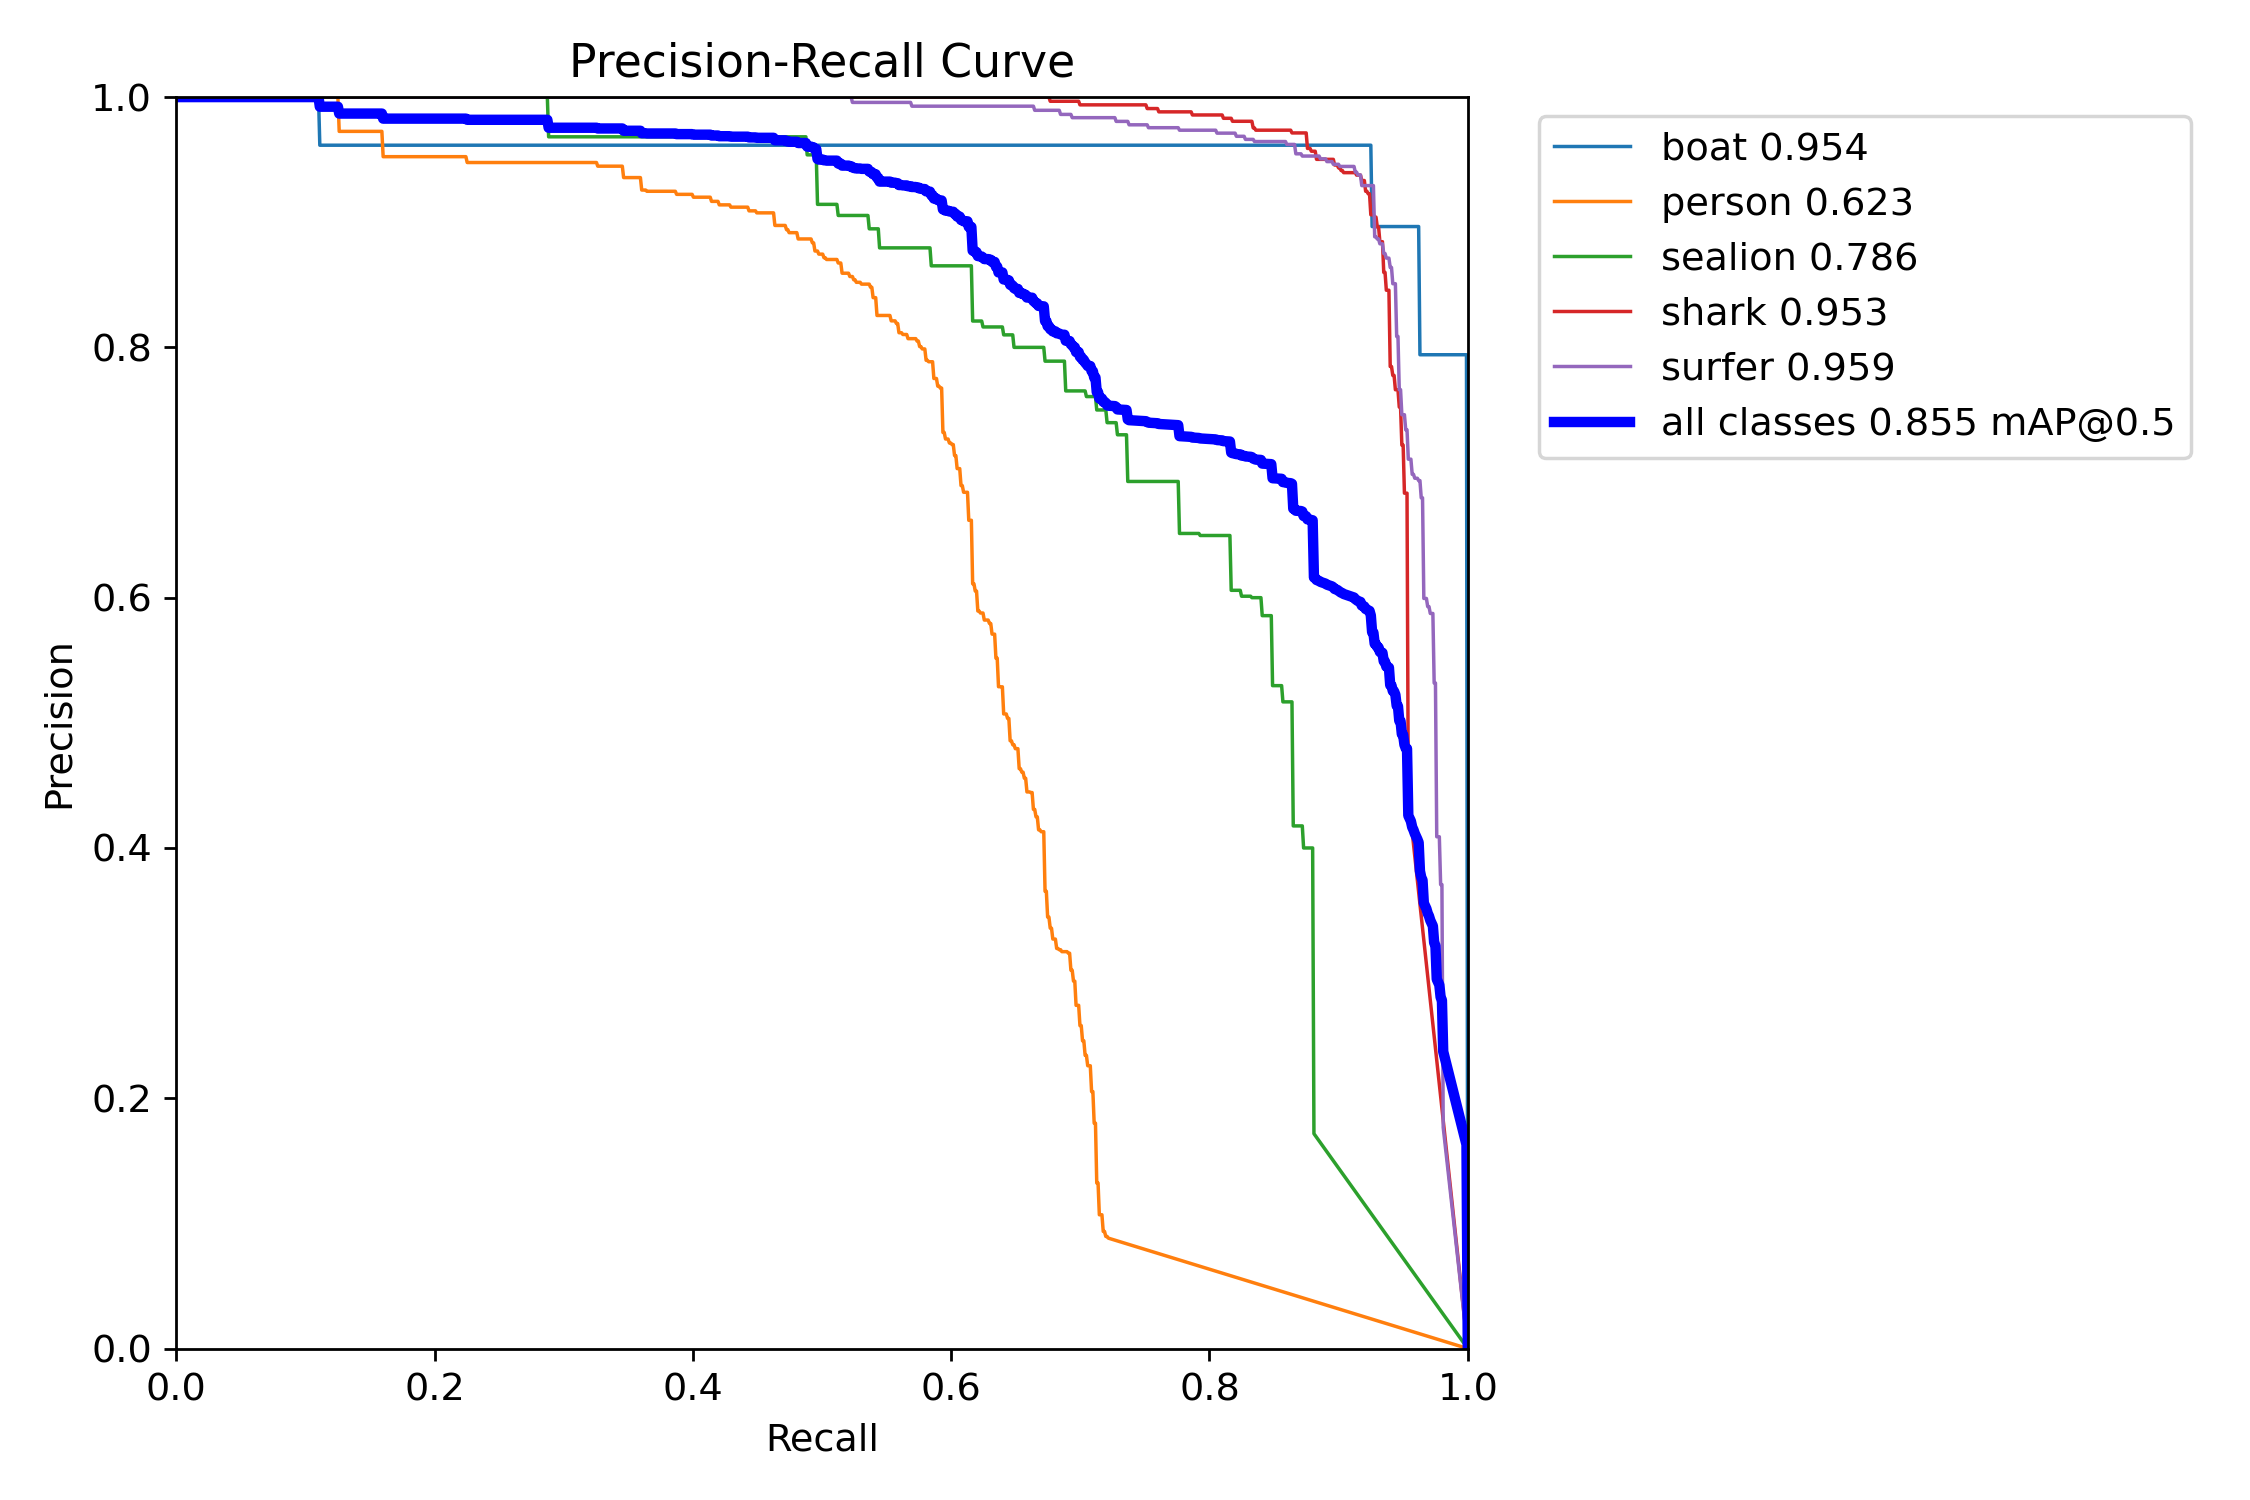 Precision-Recall Curve
1.0
0.8
0.6
0.4
0.2
0.0
Precision
0.0 0.2 0.4 0.6 0.8 1.0
Recall
boat 0.954
person 0.623
sealion 0.786
shark 0.953
surfer 0.959
all classes 0.855 mAP@0.5